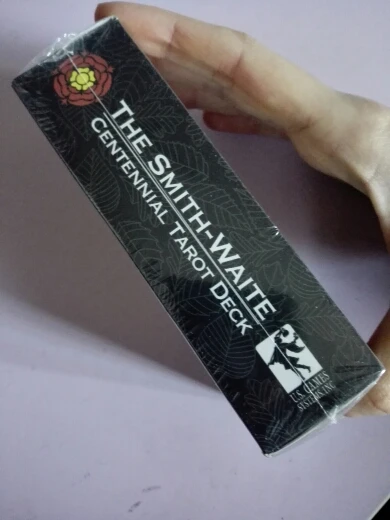 THE SMITH-WAITE
CENTENNIAL TAROT DECK
U.S. GAMES
SYSTEMS, INC.